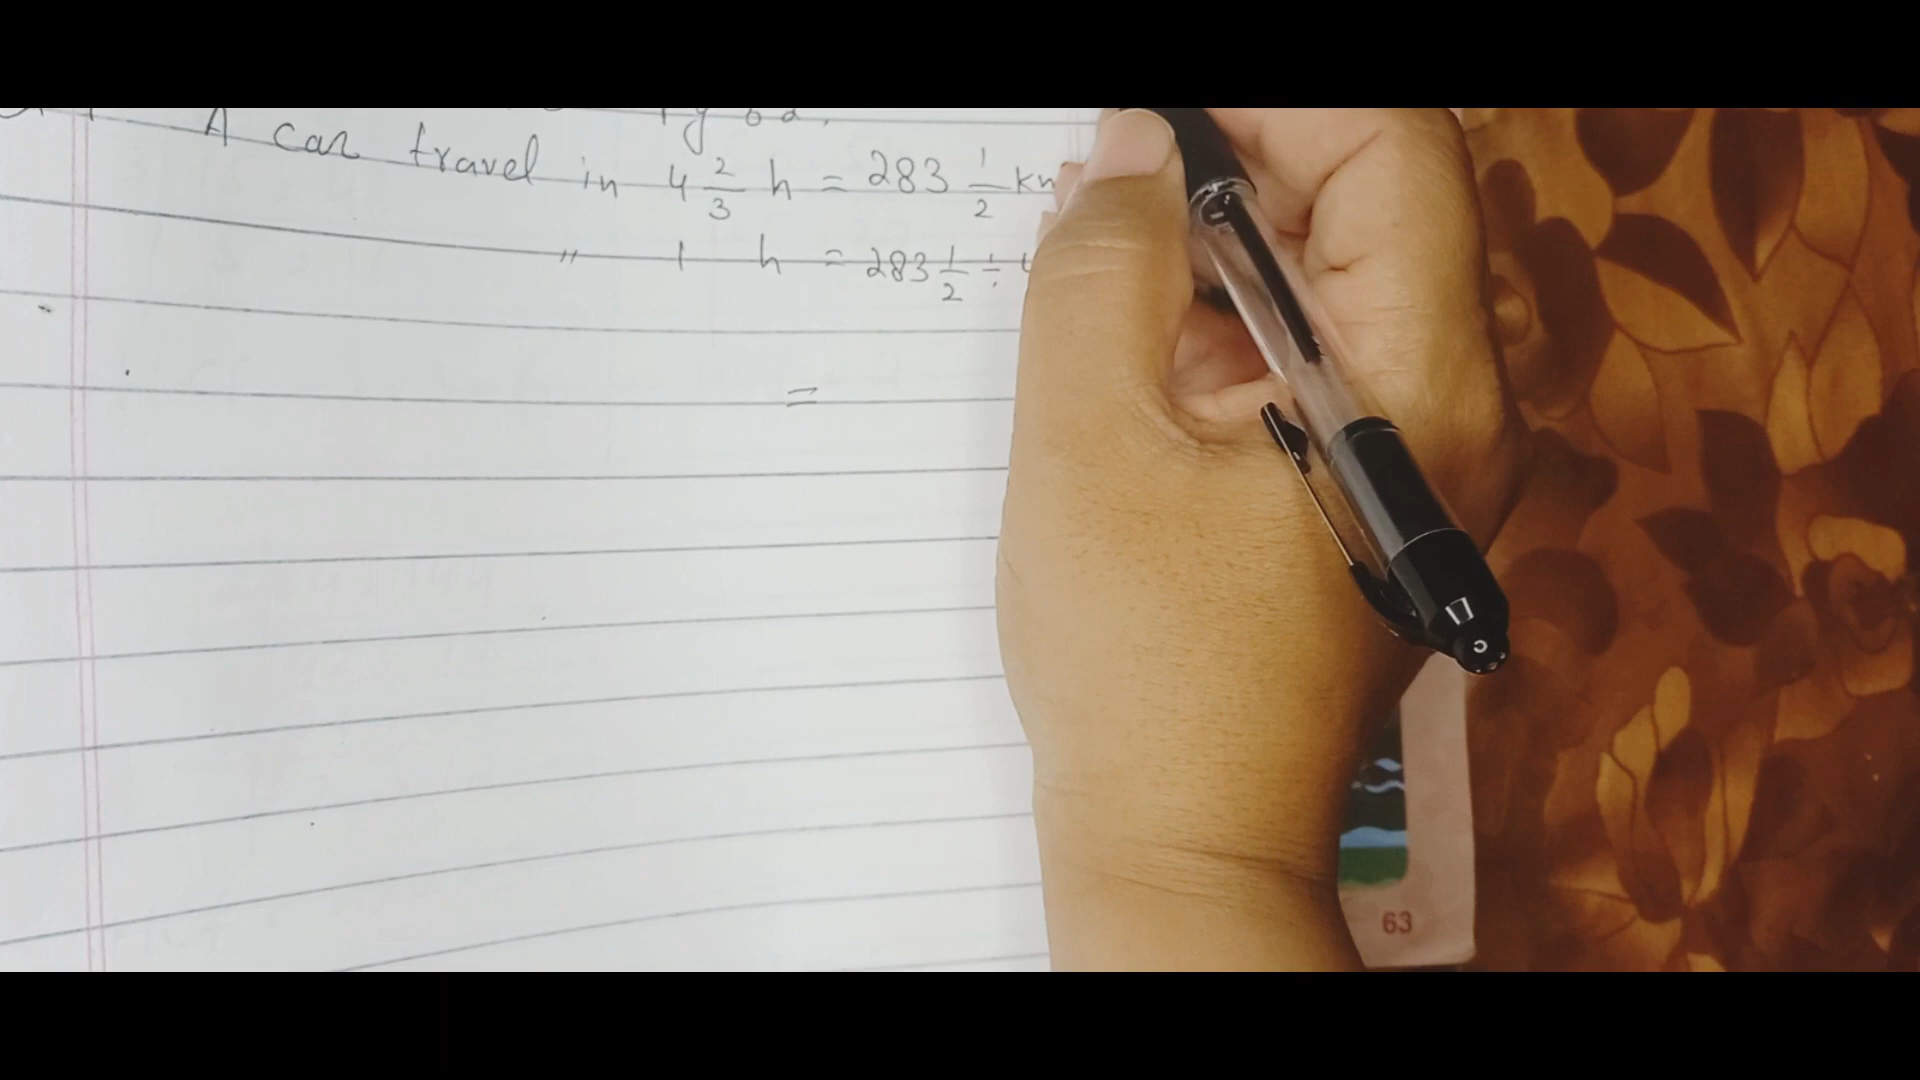 A car travel in 4 2/3 h = 283 1/2 km
" 1 h = 283 1/2 ÷
=
63